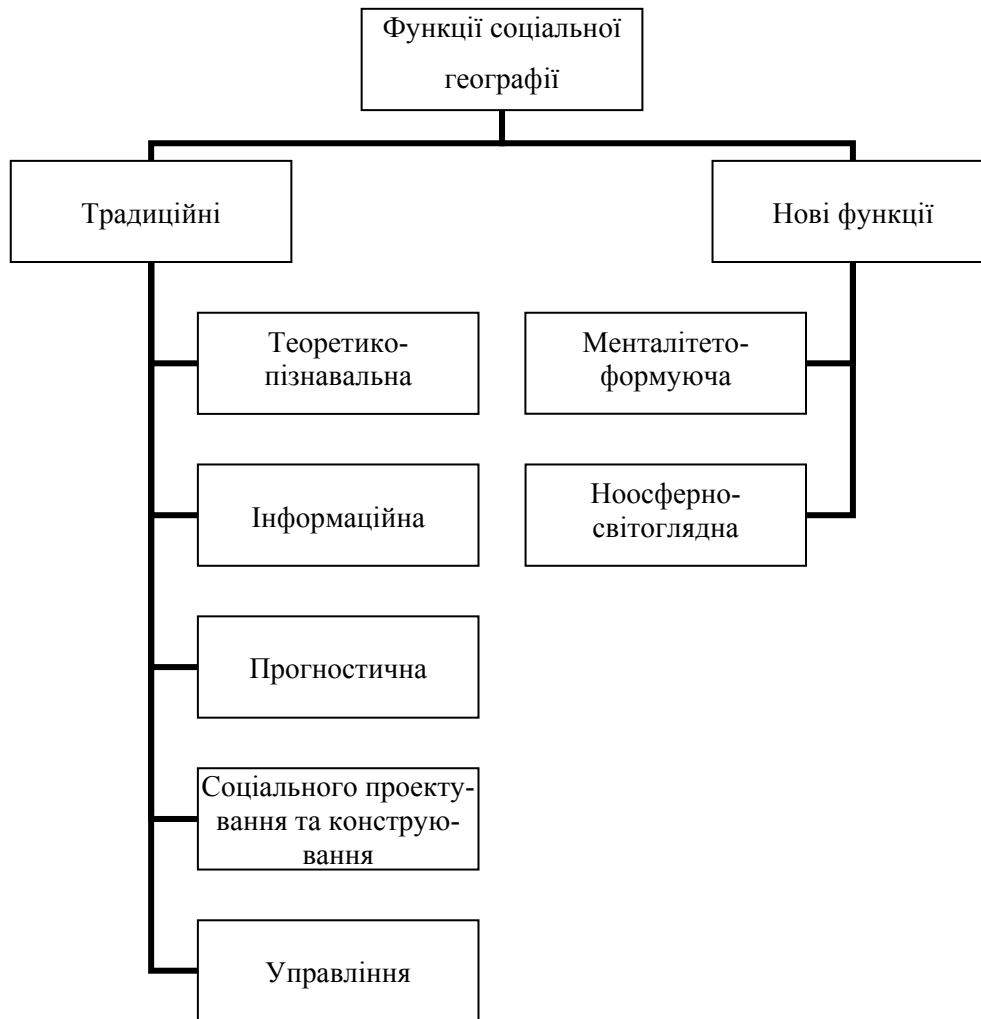 Функції соціальної
географії
Традиційні
Нові функції
Теоретико-
пізнавальна
Менталітето-
формуюча
Інформаційна
Ноосферно-
світоглядна
Прогностична
Соціального проекту-
вання та конструю-
вання
Управління